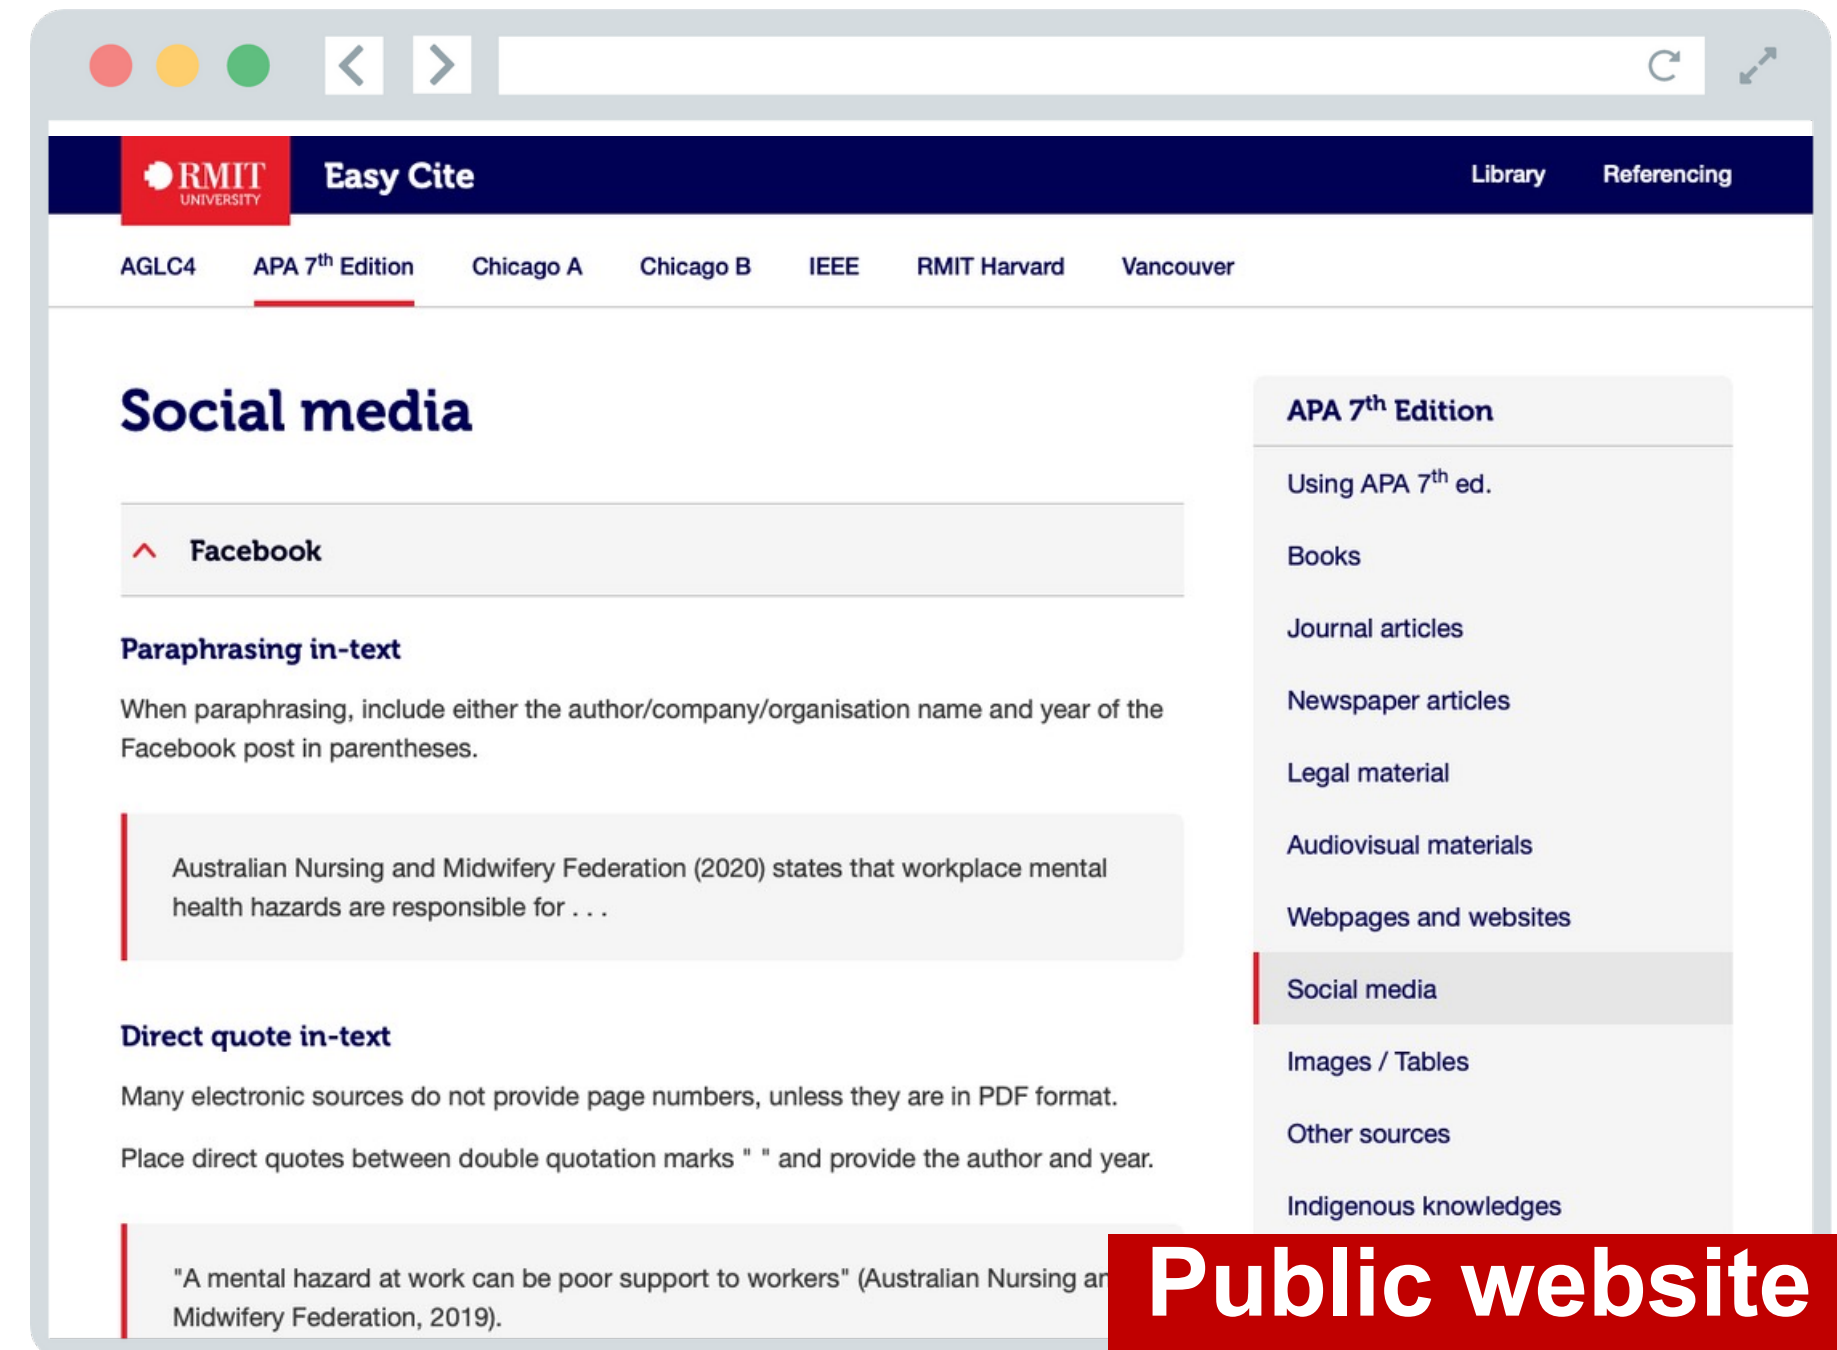 RMIT
UNIVERSITY
Easy Cite
Library Referencing
AGLC4 APA 7th Edition Chicago A Chicago B IEEE RMIT Harvard Vancouver
Social media
Facebook
Paraphrasing in-text
When paraphrasing, include either the author/company/organisation name and year of the
Facebook post in parentheses.
Australian Nursing and Midwifery Federation (2020) states that workplace mental
health hazards are responsible for . . .
Direct quote in-text
Many electronic sources do not provide page numbers, unless they are in PDF format.
Place direct quotes between double quotation marks " " and provide the author and year.
"A mental hazard at work can be poor support to workers" (Australian Nursing
Midwifery Federation, 2019).
APA 7th Edition
Using APA 7th ed.
Books
Journal articles
Newspaper articles
Legal material
Audiovisual materials
Webpages and websites
Social media
Images / Tables
Other sources
Indigenous knowledges
Public website